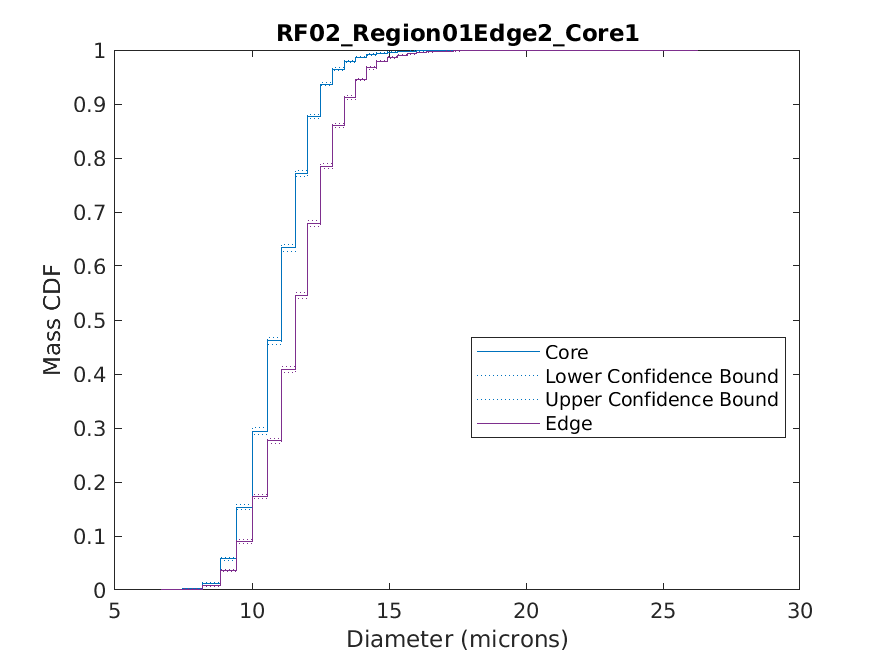 RF02_Region01Edge2_Core1
1
0.9
0.8
0.7
0.6
0.5
0.4
0.3
0.2
0.1
0
Mass CDF
Core
Lower Confidence Bound
Upper Confidence Bound
Edge
5 10 15 20 25 30
Diameter (microns)